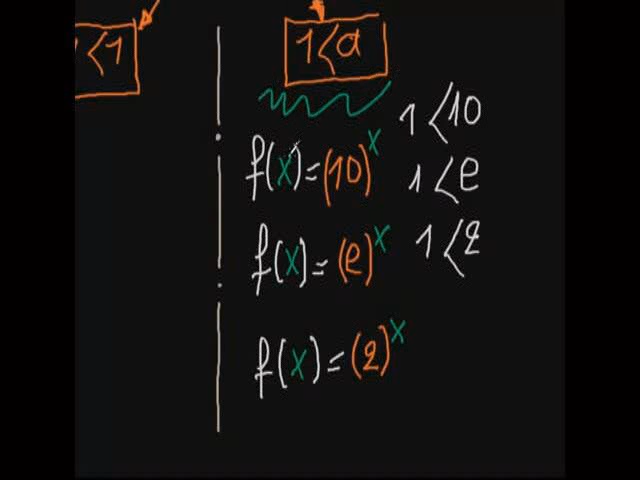 <1
1<a
1<10
f(x)=(10)^x
1<e
f(x)=(e)^x
1<2
f(x)=(2)^x